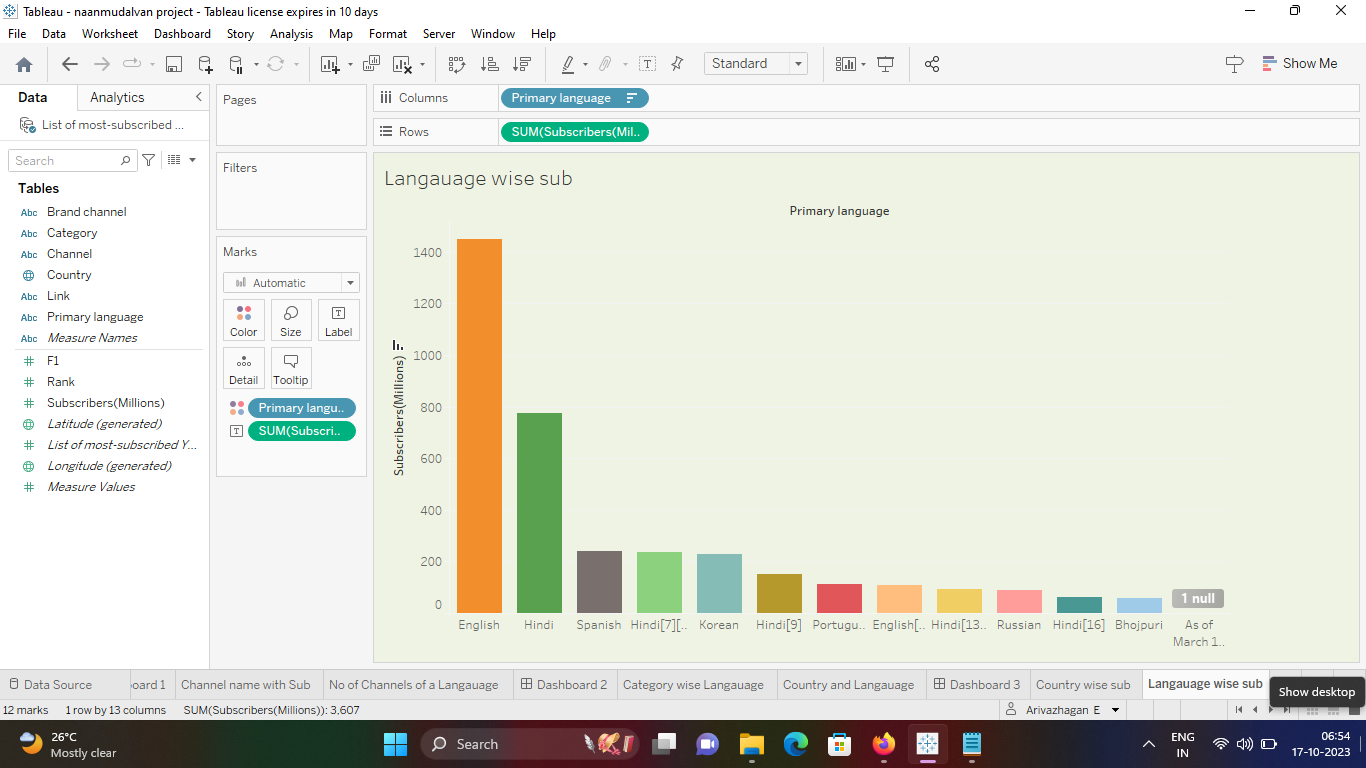 Tableau - naanmudalvan project - Tableau license expires in 10 days
File Data Worksheet Dashboard Story Analysis Map Format Server Window Help
Standard
Show Me
Data Analytics
List of most-subscribed ...
Search
Tables
Abc Brand channel
Abc Category
Abc Channel
Country
Abc Link
Abc Primary language
Abc Measure Names
F1
Rank
Subscribers(Millions)
Latitude (generated)
List of most-subscribed Y...
Longitude (generated)
Measure Values
Pages
Filters
Marks
Automatic
Color Size Label
Detail Tooltip
Primary langu..
SUM(Subscri..
Columns Primary language
Rows SUM(Subscribers(Mil..
Langauage wise sub
Primary language
Subscribers(Millions)
1400
1200
1000
800
600
400
200
0
1 null
English Hindi Spanish Hindi[7][.. Korean Hindi[9] Portugu.. English[.. Hindi[13.. Russian Hindi[16] Bhojpuri As of
March 1..
Data Source board 1 Channel name with Sub No of Channels of a Langauage Dashboard 2 Category wise Langauage Country and Langauage Dashboard 3 Country wise sub Langauage wise sub
Show desktop
12 marks 1 row by 13 columns SUM(Subscribers(Millions)): 3,607
Arivazhagan E
26°C
Mostly clear
Search
ENG
IN
06:54
17-10-2023